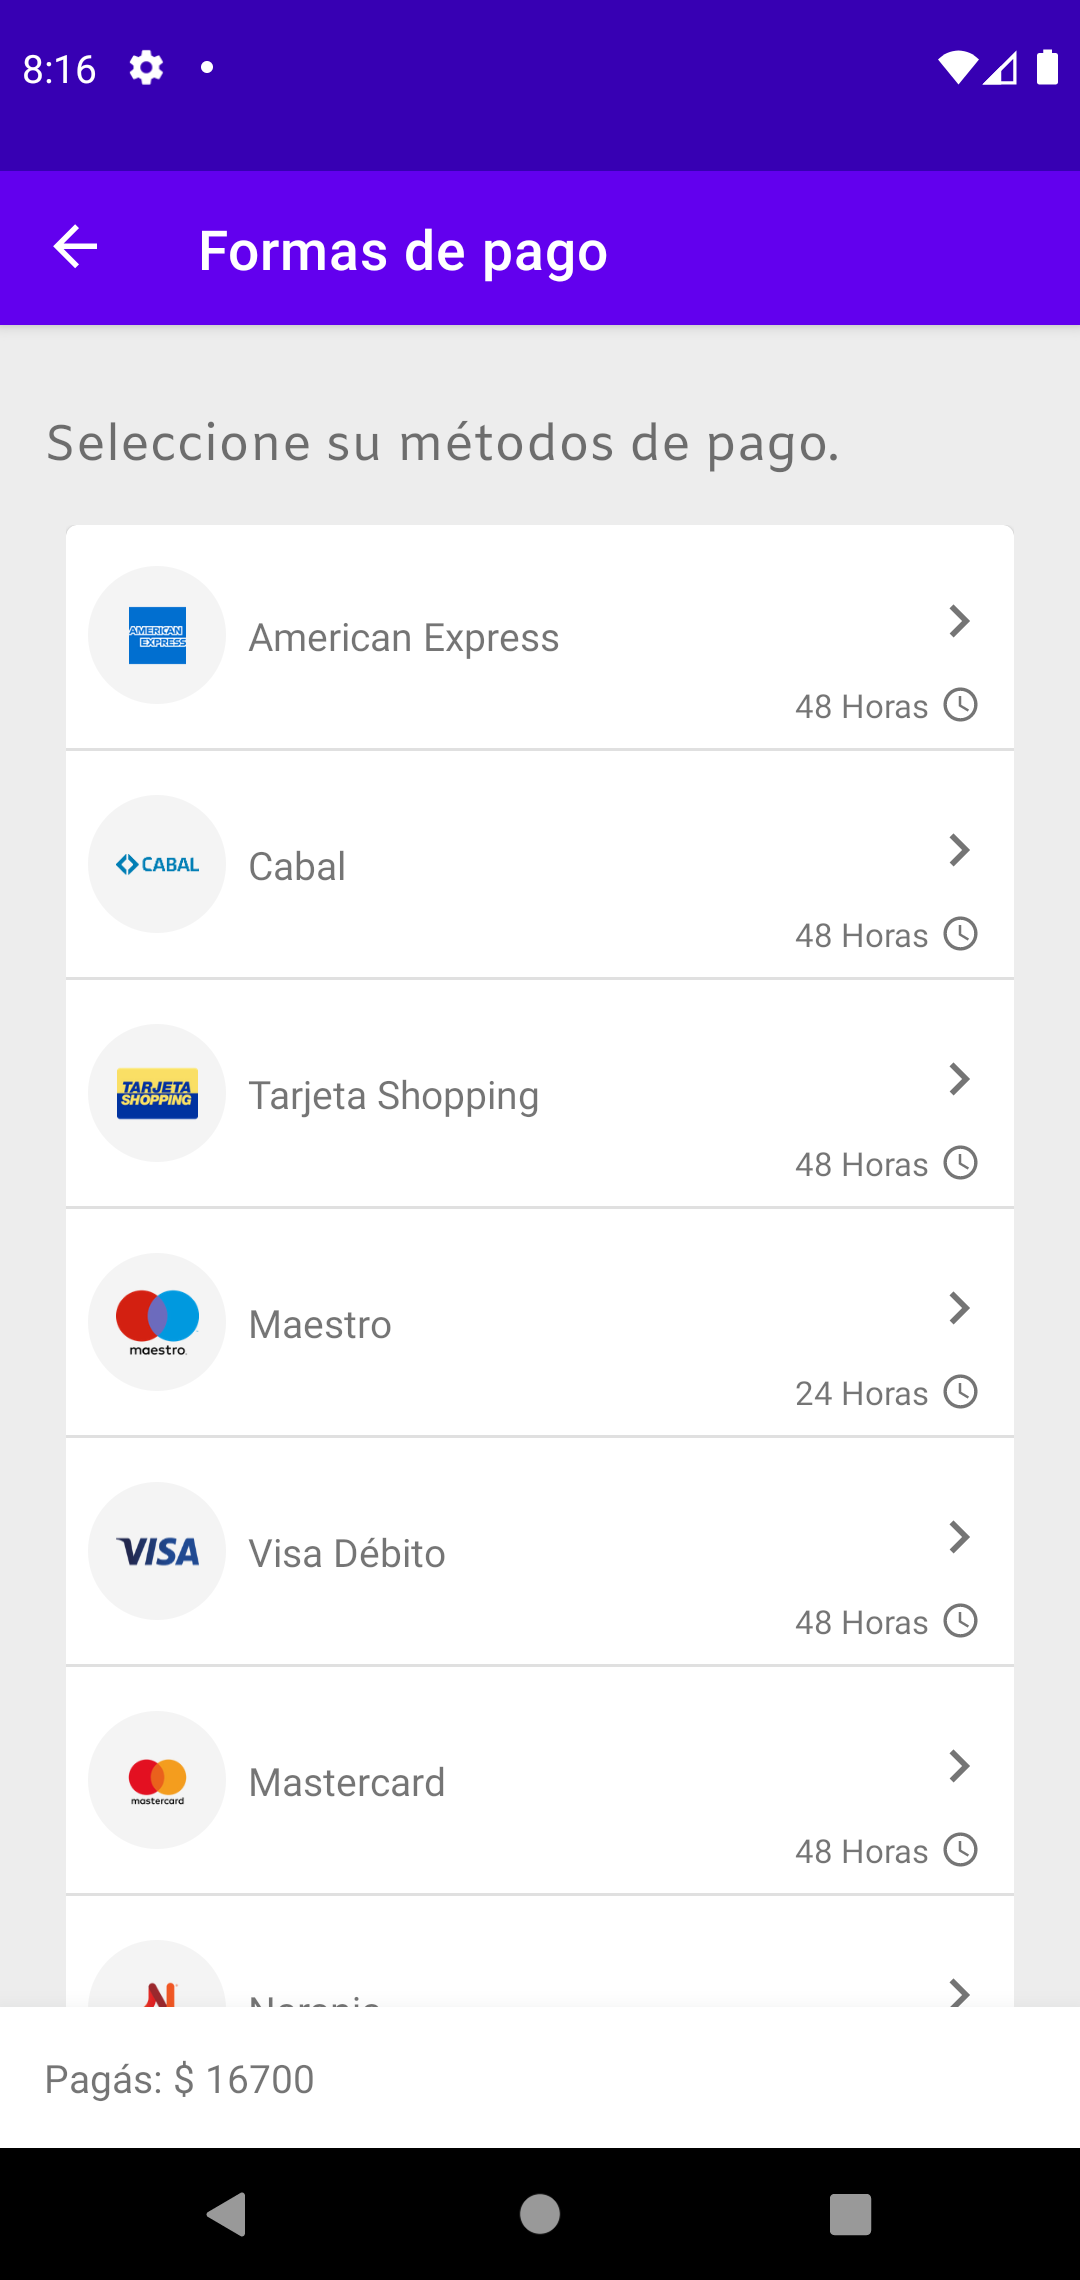 8:16
Formas de pago
Seleccione su métodos de pago.
AMERICAN
EXPRESS
American Express
48 Horas
CABAL
Cabal
48 Horas
TARJETA
SHOPPING
Tarjeta Shopping
48 Horas
maestro
Maestro
24 Horas
VISA
Visa Débito
48 Horas
mastercard
Mastercard
48 Horas
Pagás: $ 16700